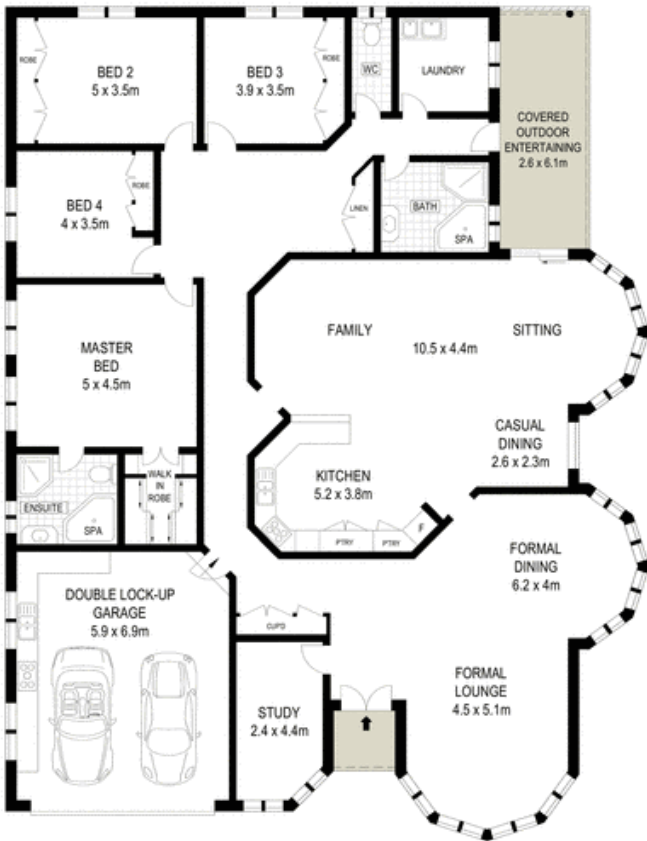 ROBE
BED 2
5 x 3.5m
BED 3
3.9 x 3.5m
ROBE
WC
LAUNDRY
COVERED
OUTDOOR
ENTERTAINING
2.6 x 6.1m
BED 4
4 x 3.5m
ROBE
LINEN
BATH
SPA
MASTER
BED
5 x 4.5m
FAMILY
SITTING
10.5 x 4.4m
CASUAL
DINING
2.6 x 2.3m
KITCHEN
5.2 x 3.8m
PTRY
PTRY
F
WALK
IN
ROBE
ENSUITE
SPA
FORMAL
DINING
6.2 x 4m
DOUBLE LOCK-UP
GARAGE
5.9 x 6.9m
CUP'D
STUDY
2.4 x 4.4m
FORMAL
LOUNGE
4.5 x 5.1m